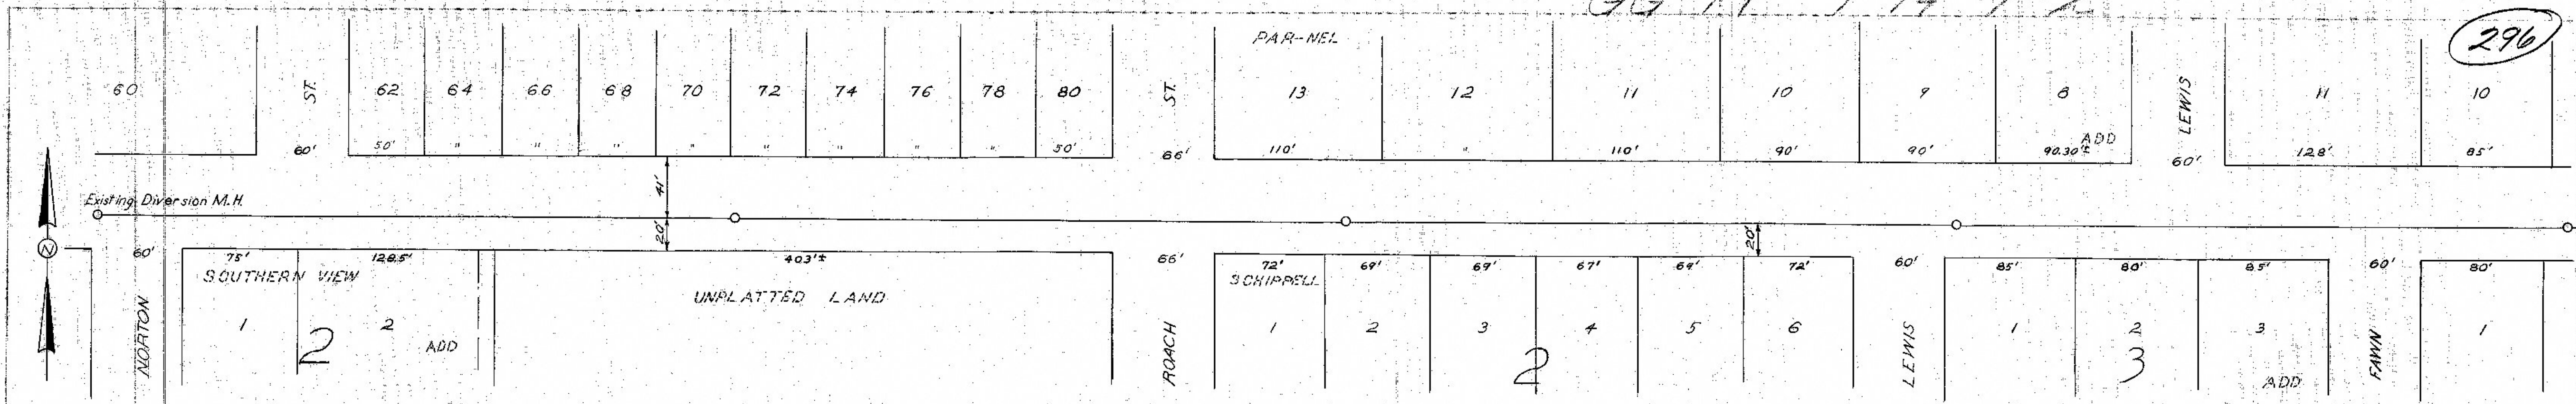 296
PAR-NEL
60 ST. 62 64 66 68 70 72 74 76 78 80 ST. 13 12 11 10 9 8 LEWIS 11 10
ADD
60' 50' " " " " " " " " 50' 66' 110' " 110' 90' 90' 90.30'± 60' 128' 85'
41'
Existing Diversion M.H.
20' 20'
N
60' 75' 128.5' 403'± 66' 72' 69' 69' 67' 69' 72' 60' 85' 80' 85' 60' 80'
SOUTHERN VIEW SCHIPPELL
UNPLATTED LAND
NORTON 1 2 ROACH 1 2 3 4 5 6 LEWIS 1 2 3 FAWN 1
2 ADD 2 3 ADD